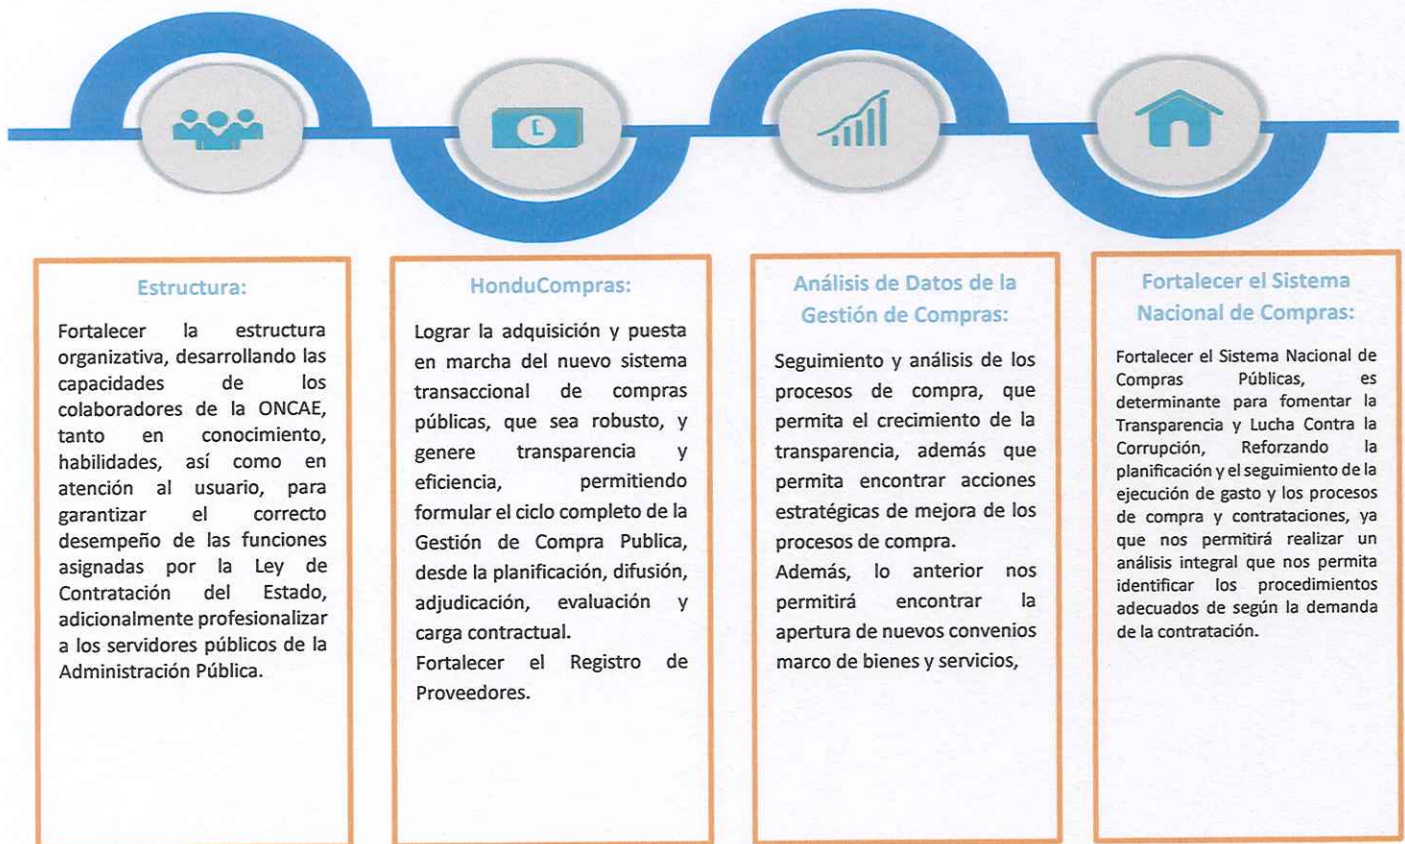 Estructura:
Fortalecer la estructura
organizativa, desarrollando las
capacidades de los
colaboradores de la ONCAE,
tanto en conocimiento,
habilidades, así como en
atención al usuario, para
garantizar el correcto
desempeño de las funciones
asignadas por la Ley de
Contratación del Estado,
adicionalmente profesionalizar
a los servidores públicos de la
Administración Pública.
HonduCompras:
Lograr la adquisición y puesta
en marcha del nuevo sistema
transaccional de compras
públicas, que sea robusto, y
genere transparencia y
eficiencia, permitiendo
formular el ciclo completo de la
Gestión de Compra Publica,
desde la planificación, difusión,
adjudicación, evaluación y
carga contractual.
Fortalecer el Registro de
Proveedores.
Análisis de Datos de la
Gestión de Compras:
Seguimiento y análisis de los
procesos de compra, que
permita el crecimiento de la
transparencia, además que
permita encontrar acciones
estratégicas de mejora de los
procesos de compra.
Además, lo anterior nos
permitirá encontrar la
apertura de nuevos convenios
marco de bienes y servicios,
Fortalecer el Sistema
Nacional de Compras:
Fortalecer el Sistema Nacional de
Compras Públicas, es
determinante para fomentar la
Transparencia y Lucha Contra la
Corrupción, Reforzando la
planificación y el seguimiento de la
ejecución de gasto y los procesos
de compra y contrataciones, ya
que nos permitirá realizar un
análisis integral que nos permita
identificar los procedimientos
adecuados de según la demanda
de la contratación.